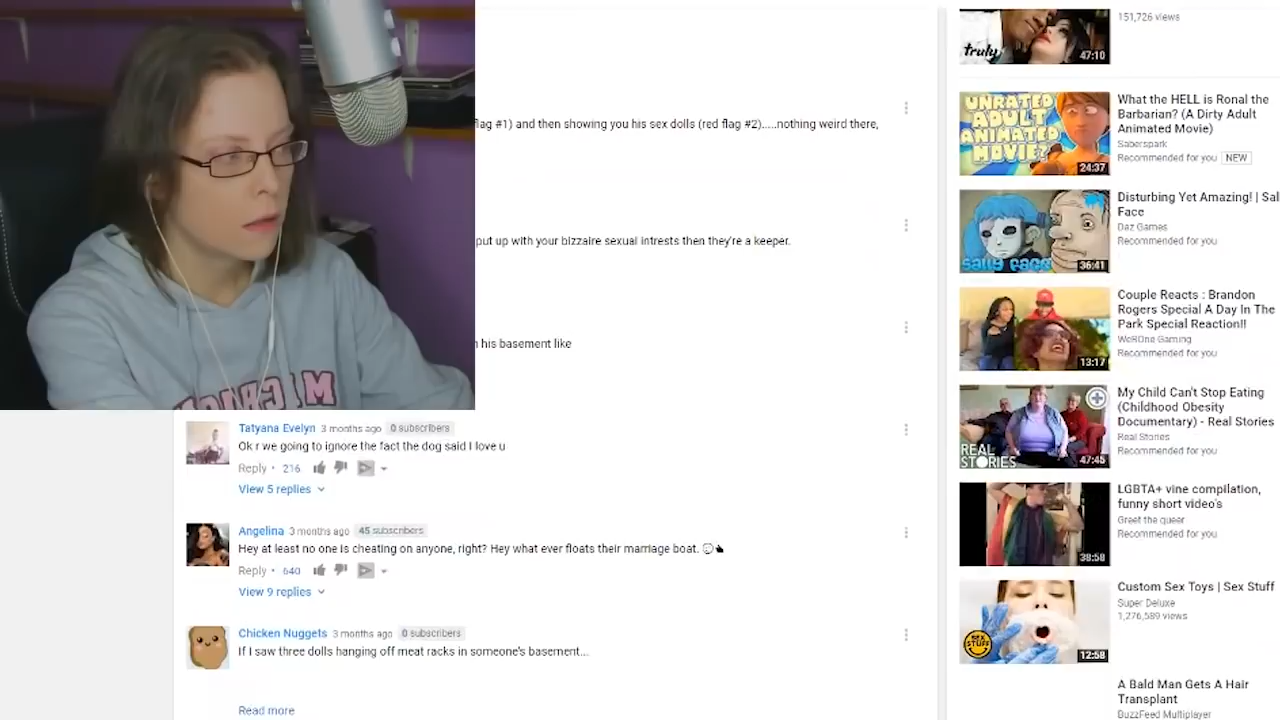 flag #1) and then showing you his sex dolls (red flag #2).....nothing weird there,
put up with your bizzaire sexual intrests then they're a keeper.
his basement like
Tatyana Evelyn 3 months ago 0 subscribers
Ok r we going to ignore the fact the dog said I love u
Reply • 216
View 5 replies
Angelina 3 months ago 45 subscribers
Hey at least no one is cheating on anyone, right? Hey what ever floats their marriage boat.
Reply • 640
View 9 replies
Chicken Nuggets 3 months ago 0 subscribers
If I saw three dolls hanging off meat racks in someone's basement...
Read more
truly
47:10
151,726 views
UNRATED
ADULT
ANIMATED
MOVIE?
24:37
What the HELL is Ronal the
Barbarian? (A Dirty Adult
Animated Movie)
Saberspark
Recommended for you NEW
SALLY FACE
36:41
Disturbing Yet Amazing! | Sal
Face
Daz Games
Recommended for you
13:17
Couple Reacts : Brandon
Rogers Special A Day In The
Park Special Reaction!!
WeROne Gaming
Recommended for you
REAL
STORIES
47:45
My Child Can't Stop Eating
(Childhood Obesity
Documentary) - Real Stories
Real Stories
Recommended for you
38:58
LGBTA+ vine compilation,
funny short video's
Greet the queer
Recommended for you
SEX
STUFF
12:58
Custom Sex Toys | Sex Stuff
Super Deluxe
1,276,589 views
A Bald Man Gets A Hair
Transplant
BuzzFeed Multiplayer